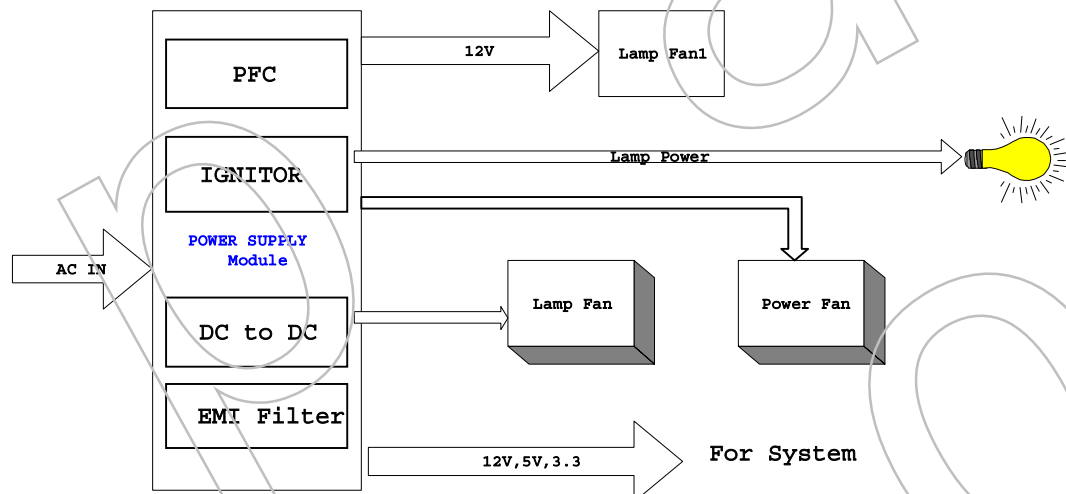 PFC
12V
Lamp Fan1
IGNITOR
Lamp Power
POWER SUPPLY
Module
AC IN
DC to DC
Lamp Fan
Power Fan
EMI Filter
12V,5V,3.3
For System